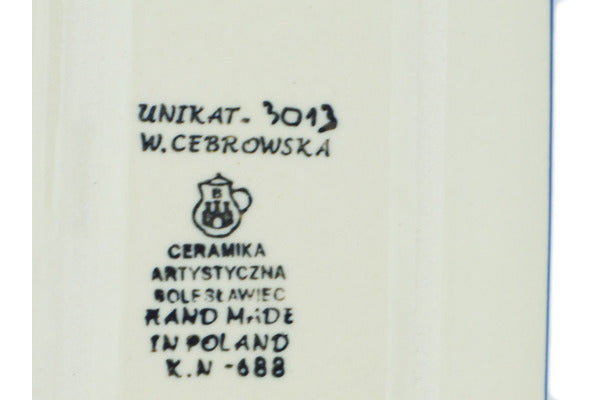 UNIKAT- 3013
W. CEBROWSKA
B
CERAMIKA
ARTYSTYCZNA
BOLESŁAWIEC
HAND MADE
IN POLAND
K.N -688